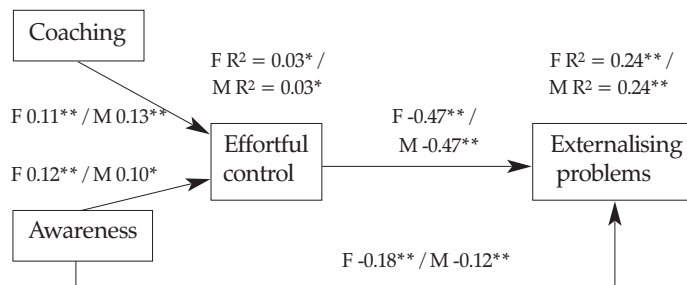 Coaching
F R² = 0.03* /
M R² = 0.03*
F R² = 0.24** /
M R² = 0.24**
F 0.11** / M 0.13**
F -0.47** /
M -0.47**
Effortful
control
Externalising
problems
F 0.12** / M 0.10*
Awareness
F -0.18** / M -0.12**